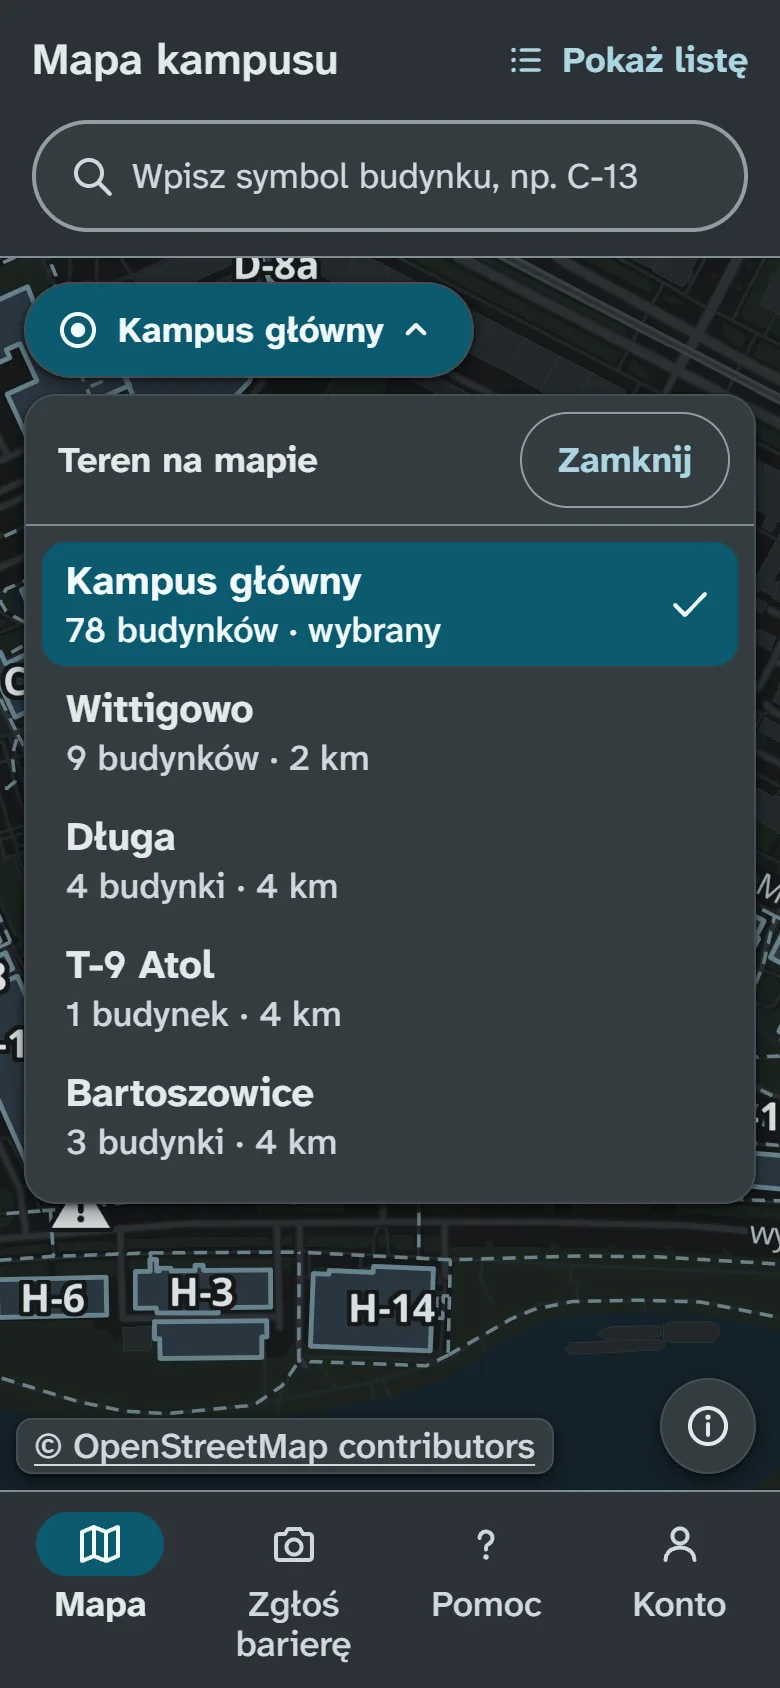 Mapa kampusu
Pokaż listę
Wpisz symbol budynku, np. C-13
D-8a
Kampus główny
Teren na mapie
Zamknij
Kampus główny
78 budynków · wybrany
Wittigowo
9 budynków · 2 km
Długa
4 budynki · 4 km
T-9 Atol
1 budynek · 4 km
Bartoszowice
3 budynki · 4 km
H-6
H-3
H-14
© OpenStreetMap contributors
Mapa
Zgłoś
barierę
Pomoc
Konto